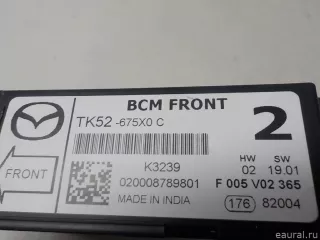 BCM FRONT
TK52 -675X0 C
2
FRONT
K3239
HW SW
02 19.01
020008789801
F 005 V02 365
MADE IN INDIA
176 82004
eaural.ru